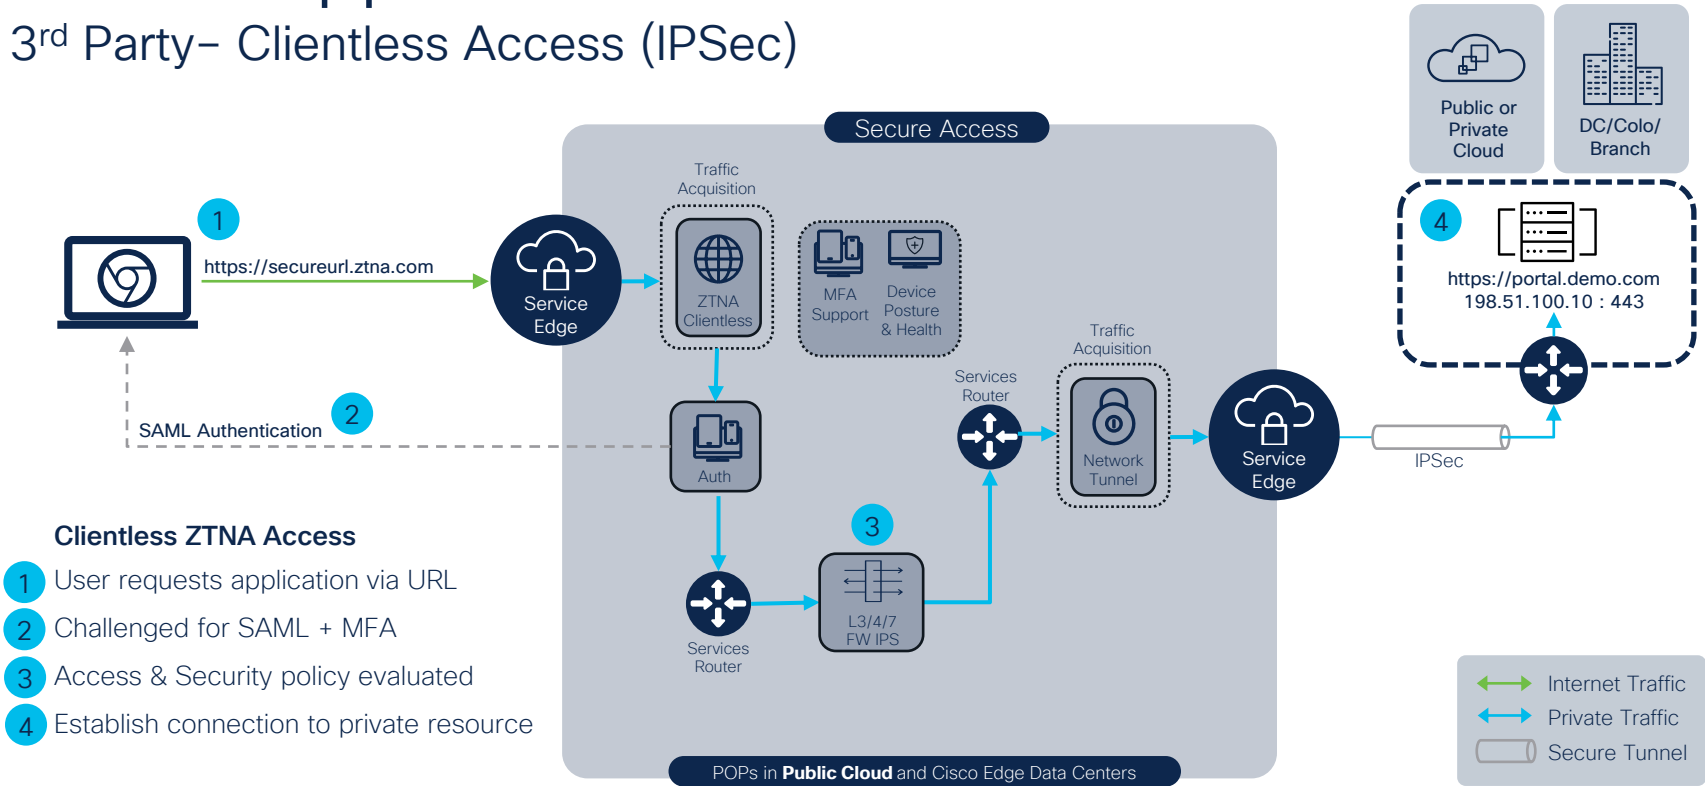 3rd Party– Clientless Access (IPSec)
Public or
Private
Cloud
DC/Colo/
Branch
Secure Access
Traffic
Acquisition
1
https://secureurl.ztna.com
Service
Edge
ZTNA
Clientless
MFA
Support
Device
Posture
& Health
4
https://portal.demo.com
198.51.100.10 : 443
SAML Authentication
2
Auth
Services
Router
Traffic
Acquisition
Network
Tunnel
Service
Edge
IPSec
3
L3/4/7
FW IPS
Services
Router
Clientless ZTNA Access
1 User requests application via URL
2 Challenged for SAML + MFA
3 Access & Security policy evaluated
4 Establish connection to private resource
Internet Traffic
Private Traffic
Secure Tunnel
POPs in Public Cloud and Cisco Edge Data Centers